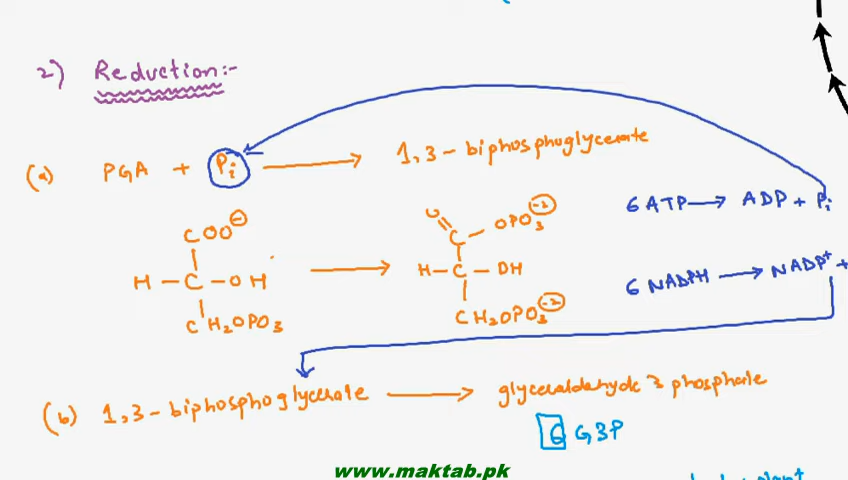 2) Reduction:-
(a) PGA + Pi ⟶ 1,3-biphosphoglycerate
6 ATP ⟶ ADP + Pi
COO⁻
H-C-OH
CH2OPO3
⟶
O
C - OPO3 -2
H-C-OH
CH2OPO3 -2
6 NADPH ⟶ NADP+ +
(b) 1,3-biphosphoglycerate ⟶ glyceraldehyde 3 phosphate
6 G3P
www.maktab.pk